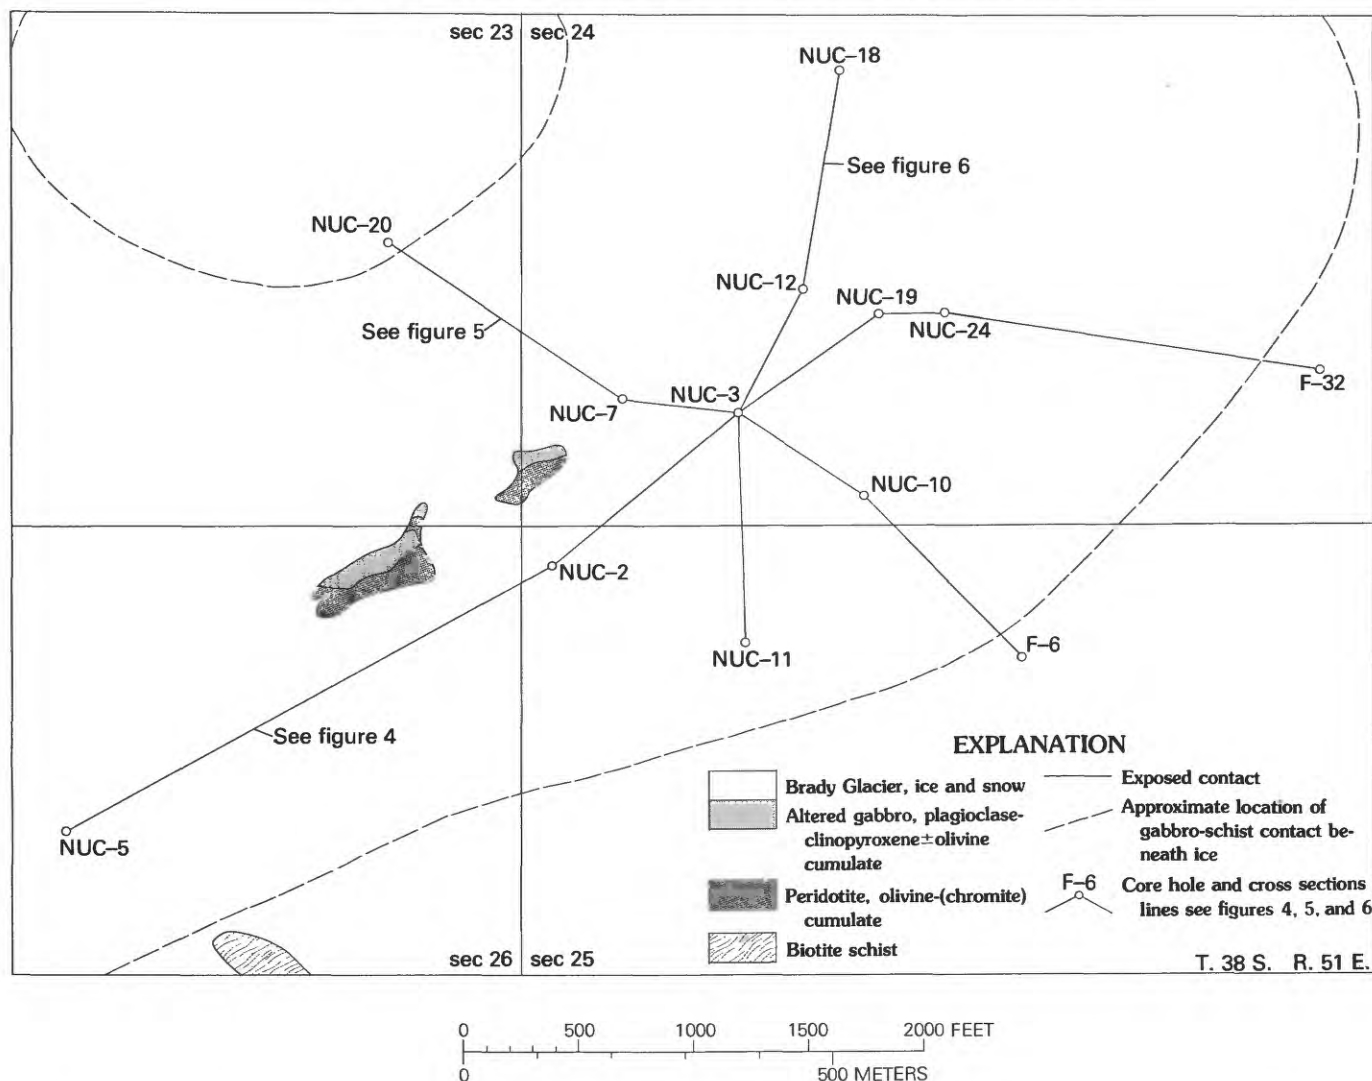 sec 23 sec 24
NUC–18
See figure 6
NUC–20
NUC–12
NUC–19
NUC–24
See figure 5
F–32
NUC–3
NUC–7
NUC–10
NUC–2
NUC–11
F–6
See figure 4
NUC–5
EXPLANATION
Brady Glacier, ice and snow
Altered gabbro, plagioclase-
clinopyroxene±olivine
cumulate
Peridotite, olivine-(chromite)
cumulate
Biotite schist
Exposed contact
Approximate location of
gabbro-schist contact be-
neath ice
F–6
Core hole and cross sections
lines see figures 4, 5, and 6
sec 26 sec 25
T. 38 S. R. 51 E.
0 500 1000 1500 2000 FEET
0 500 METERS